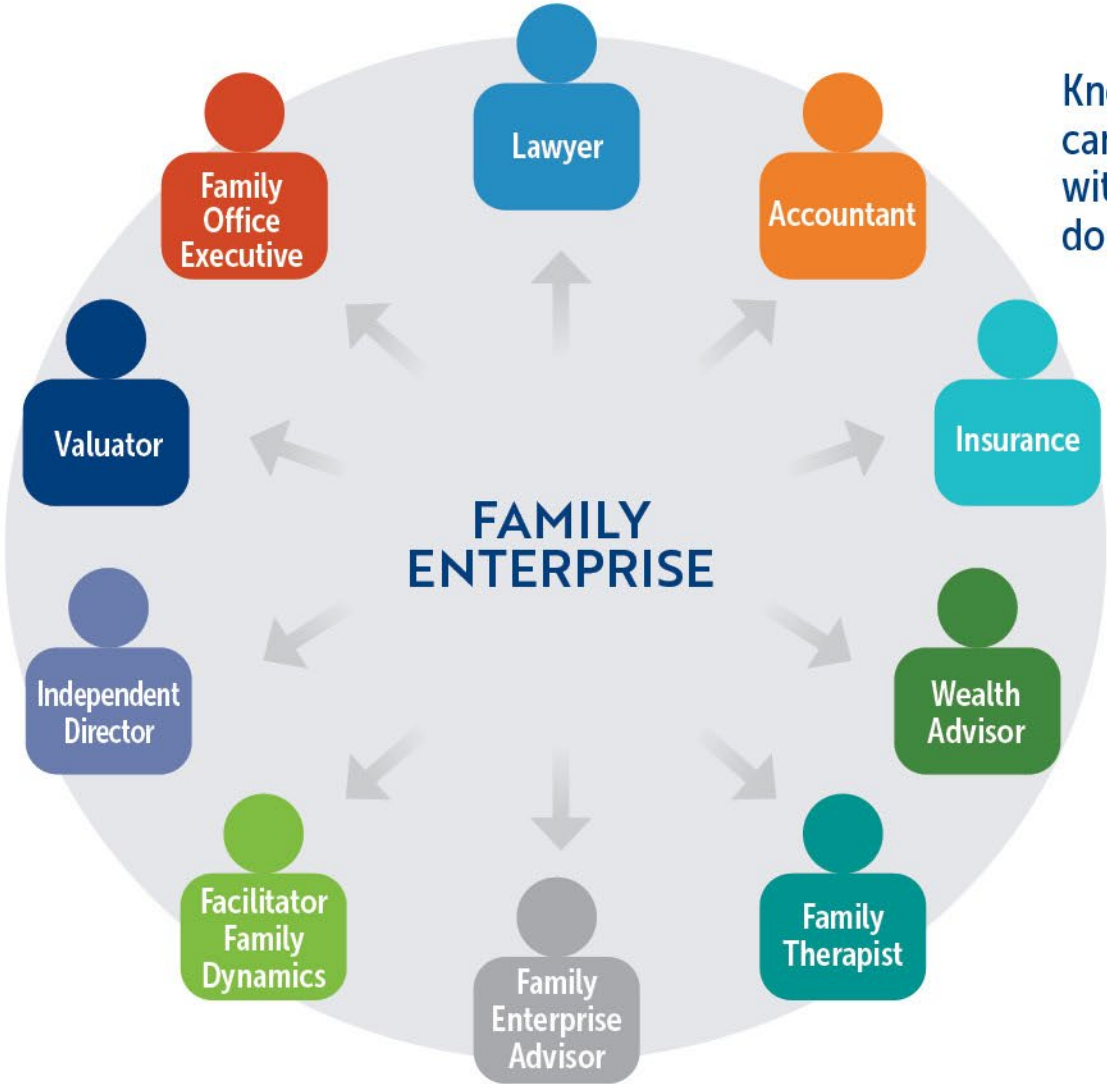 Lawyer
Family
Office
Executive
Accountant
Valuator
Insurance
FAMILY
ENTERPRISE
Independent
Director
Wealth
Advisor
Facilitator
Family
Dynamics
Family
Therapist
Family
Enterprise
Advisor